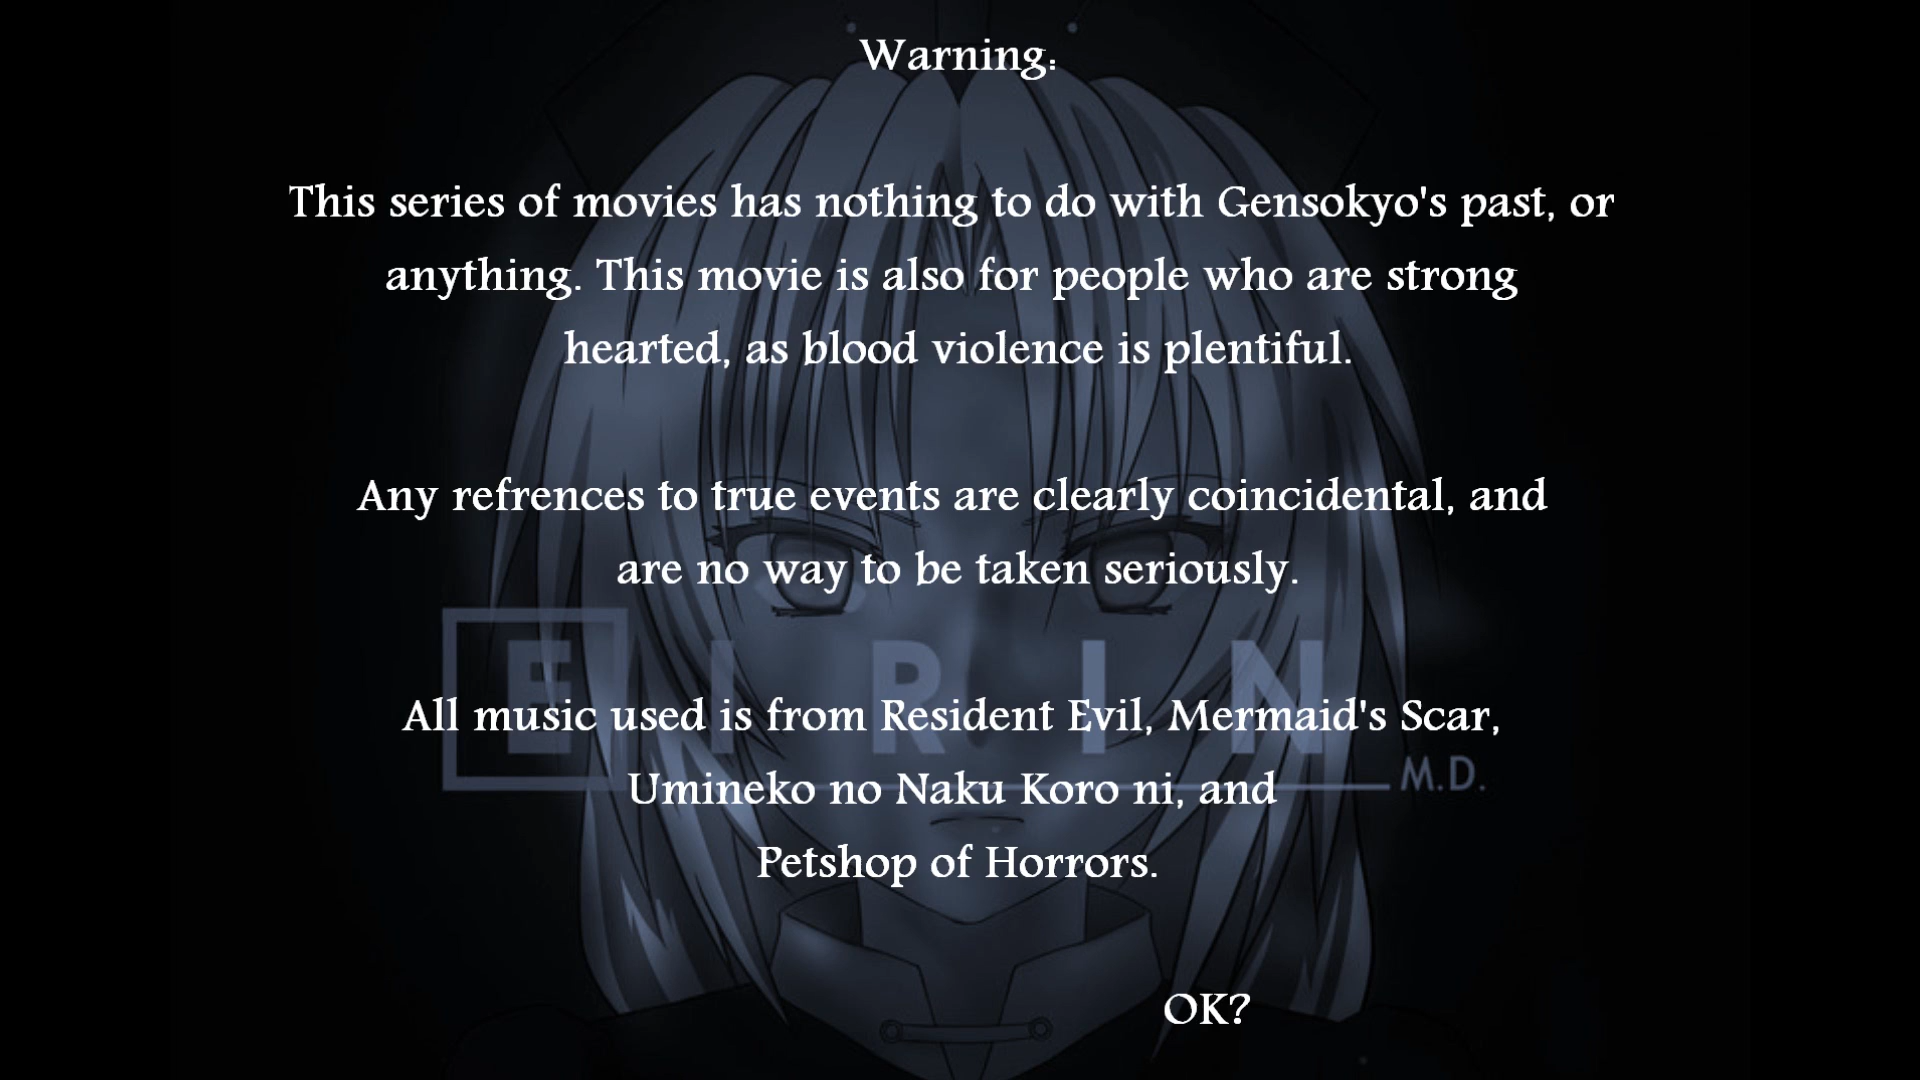 Warning:
This series of movies has nothing to do with Gensokyo's past, or
anything. This movie is also for people who are strong
hearted, as blood violence is plentiful.
Any refrences to true events are clearly coincidental, and
are no way to be taken seriously.
EIRIN
All music used is from Resident Evil, Mermaid's Scar,
M.D.
Umineko no Naku Koro ni, and
Petshop of Horrors.
OK?